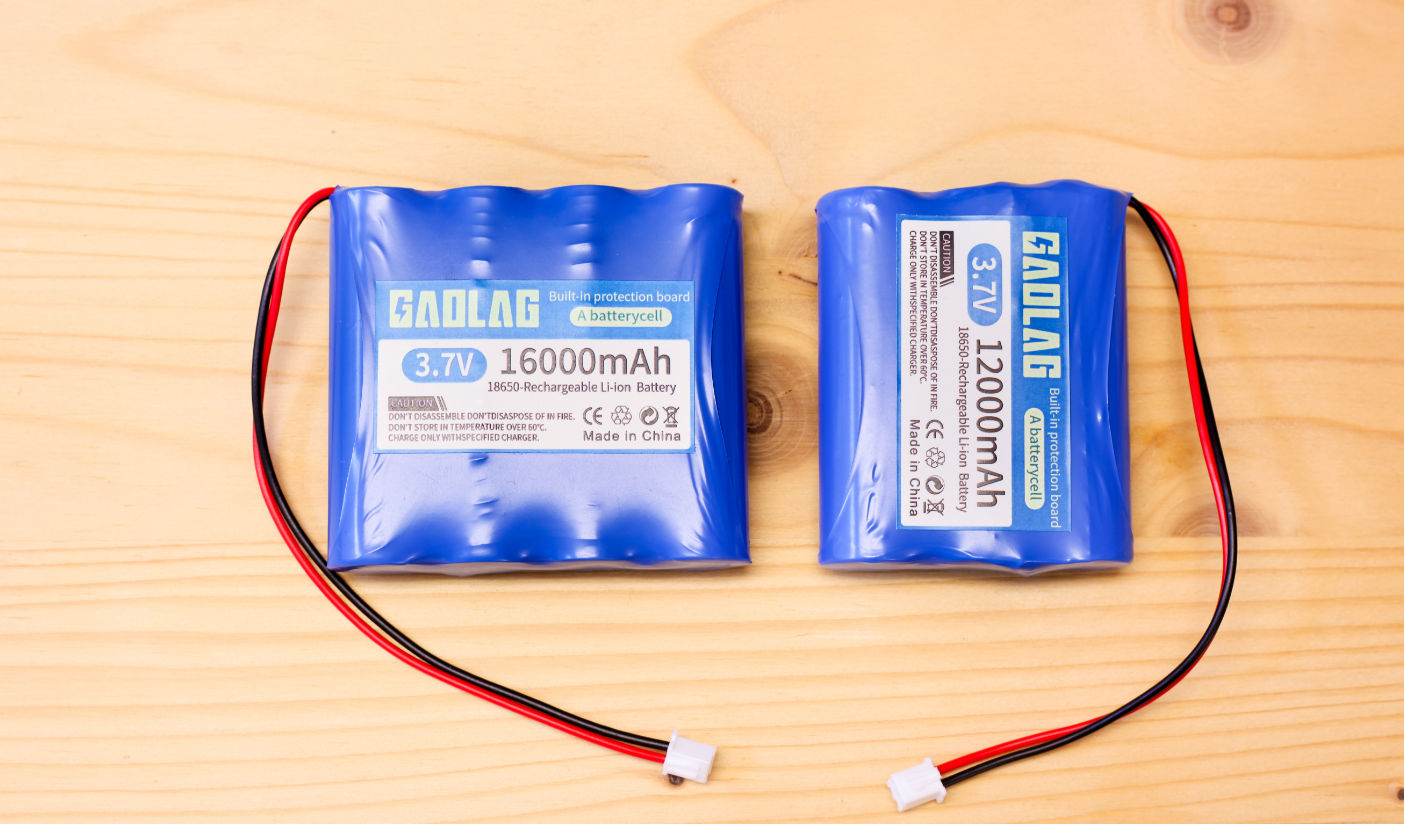 GAOLAG
Built-in protection board
A batterycell
3.7V 16000mAh
18650-Rechargeable Li-ion Battery
CAUTION
DON'T DISASSEMBLE DON'TDISASPOSE OF IN FIRE.
DON'T STORE IN TEMPERATURE OVER 60℃.
CHARGE ONLY WITHSPECIFIED CHARGER.
CE
Made in China
GAOLAG
Built-in protection board
A batterycell
3.7V 12000mAh
18650-Rechargeable Li-ion Battery
CAUTION
DON'T DISASSEMBLE DON'TDISASPOSE OF IN FIRE.
DON'T STORE IN TEMPERATURE OVER 60℃.
CHARGE ONLY WITHSPECIFIED CHARGER.
CE
Made in China